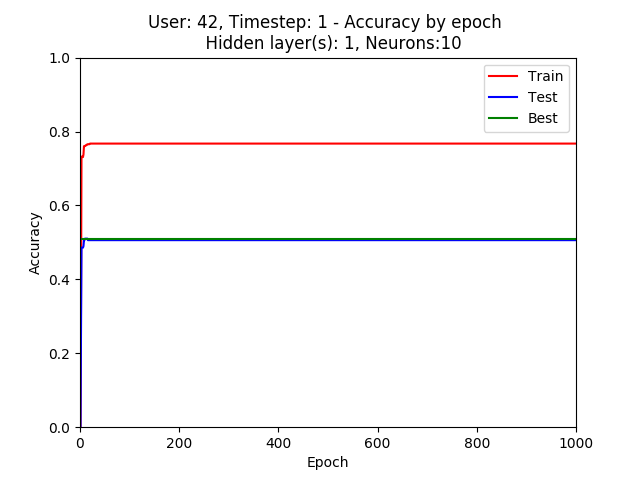 User: 42, Timestep: 1 - Accuracy by epoch
Hidden layer(s): 1, Neurons:10
1.0
0.8
0.6
0.4
0.2
0.0
Accuracy
Train
Test
Best
0 200 400 600 800 1000
Epoch